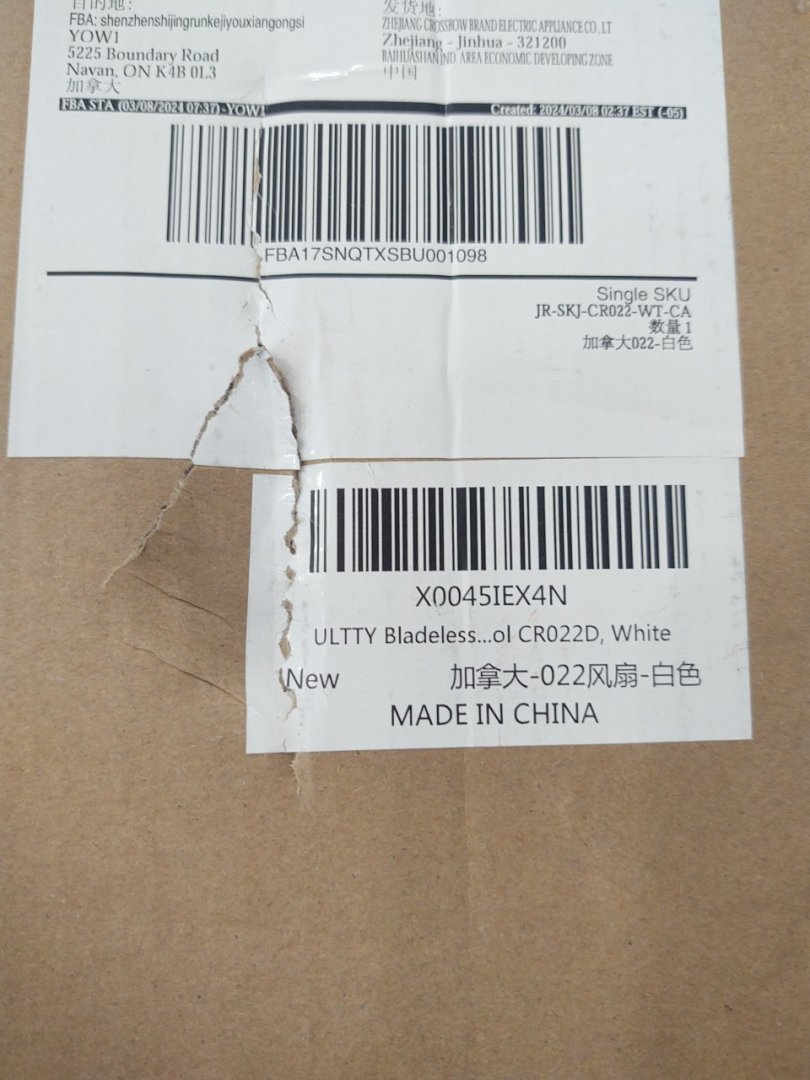 目的地:
FBA: shenzhenshijingrunkejiyouxiangongsi
YOW1
5225 Boundary Road
Navan, ON K4B 0L3
加拿大
发货地:
ZHEJIANG CROSSBOW BRAND ELECTRIC APPLIANCE CO., LT
Zhejiang - Jinhua - 321200
BAIHUASHAN IND. AREA ECONOMIC DEVELOPING ZONE
中国
FBA STA (03/08/2024 07:37)-YOW1
Created: 2024/03/08 02:37 EST (-05)
FBA17SNQTXSBU001098
Single SKU
JR-SKJ-CR022-WT-CA
数量 1
加拿大022-白色
X0045IEX4N
ULTTY Bladeless...ol CR022D, White
New
加拿大-022风扇-白色
MADE IN CHINA